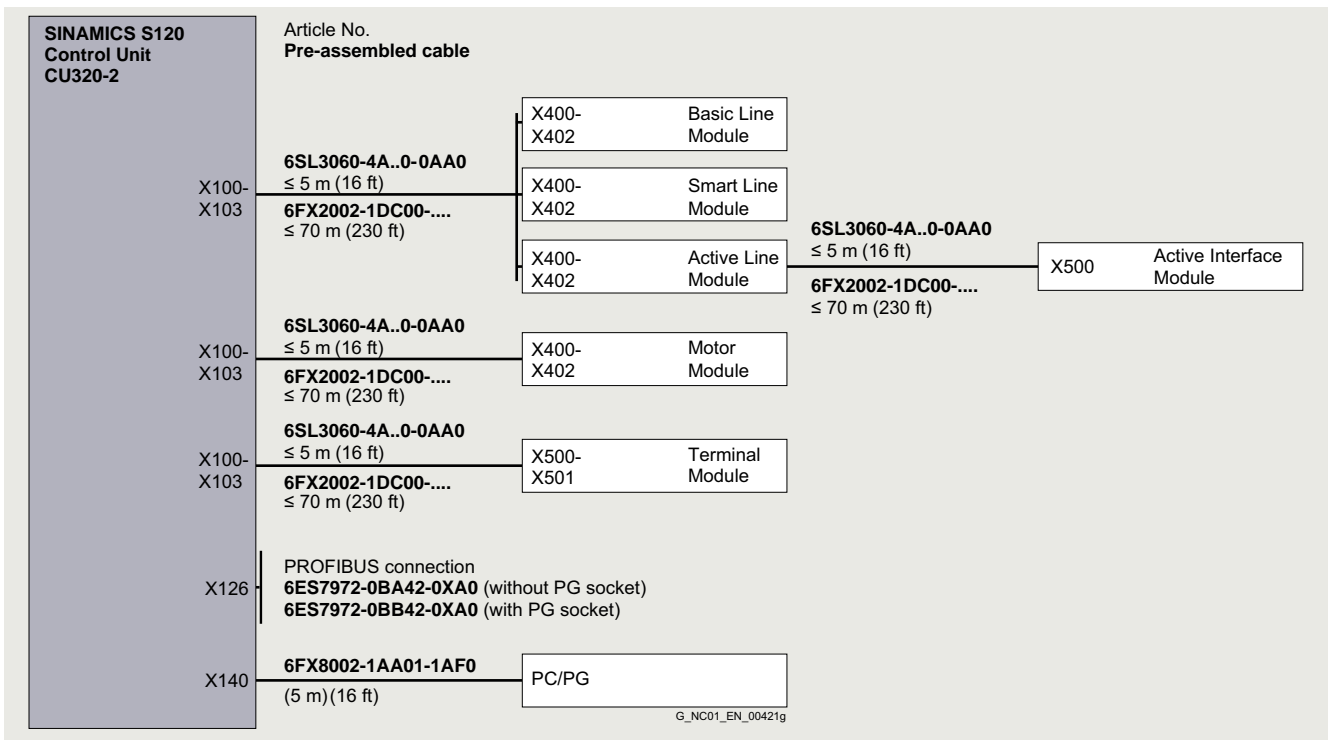 SINAMICS S120
Control Unit
CU320-2
Article No.
Pre-assembled cable
X100-
X103
6SL3060-4A..0-0AA0
≤ 5 m (16 ft)
6FX2002-1DC00-....
≤ 70 m (230 ft)
X400-
X402
Basic Line
Module
X400-
X402
Smart Line
Module
X400-
X402
Active Line
Module
6SL3060-4A..0-0AA0
≤ 5 m (16 ft)
6FX2002-1DC00-....
≤ 70 m (230 ft)
X500
Active Interface
Module
X100-
X103
6SL3060-4A..0-0AA0
≤ 5 m (16 ft)
6FX2002-1DC00-....
≤ 70 m (230 ft)
X400-
X402
Motor
Module
X100-
X103
6SL3060-4A..0-0AA0
≤ 5 m (16 ft)
6FX2002-1DC00-....
≤ 70 m (230 ft)
X500-
X501
Terminal
Module
X126
PROFIBUS connection
6ES7972-0BA42-0XA0 (without PG socket)
6ES7972-0BB42-0XA0 (with PG socket)
X140
6FX8002-1AA01-1AF0
(5 m)(16 ft)
PC/PG
G_NC01_EN_00421g